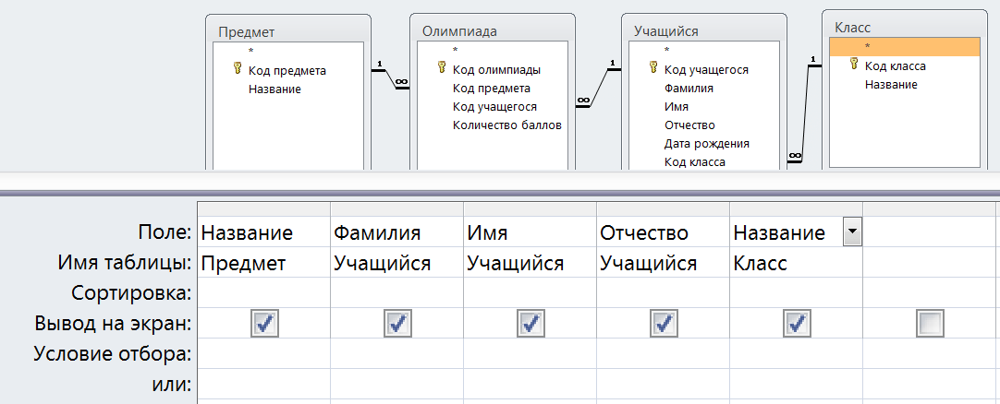 Предмет
*
Код предмета
Название
1
∞
Олимпиада
*
Код олимпиады
Код предмета
Код учащегося
Количество баллов
1
∞
Учащийся
*
Код учащегося
Фамилия
Имя
Отчество
Дата рождения
Код класса
1
∞
Класс
*
Код класса
Название
Поле: Название Фамилия Имя Отчество Название
Имя таблицы: Предмет Учащийся Учащийся Учащийся Класс
Сортировка:
Вывод на экран:
Условие отбора:
или: